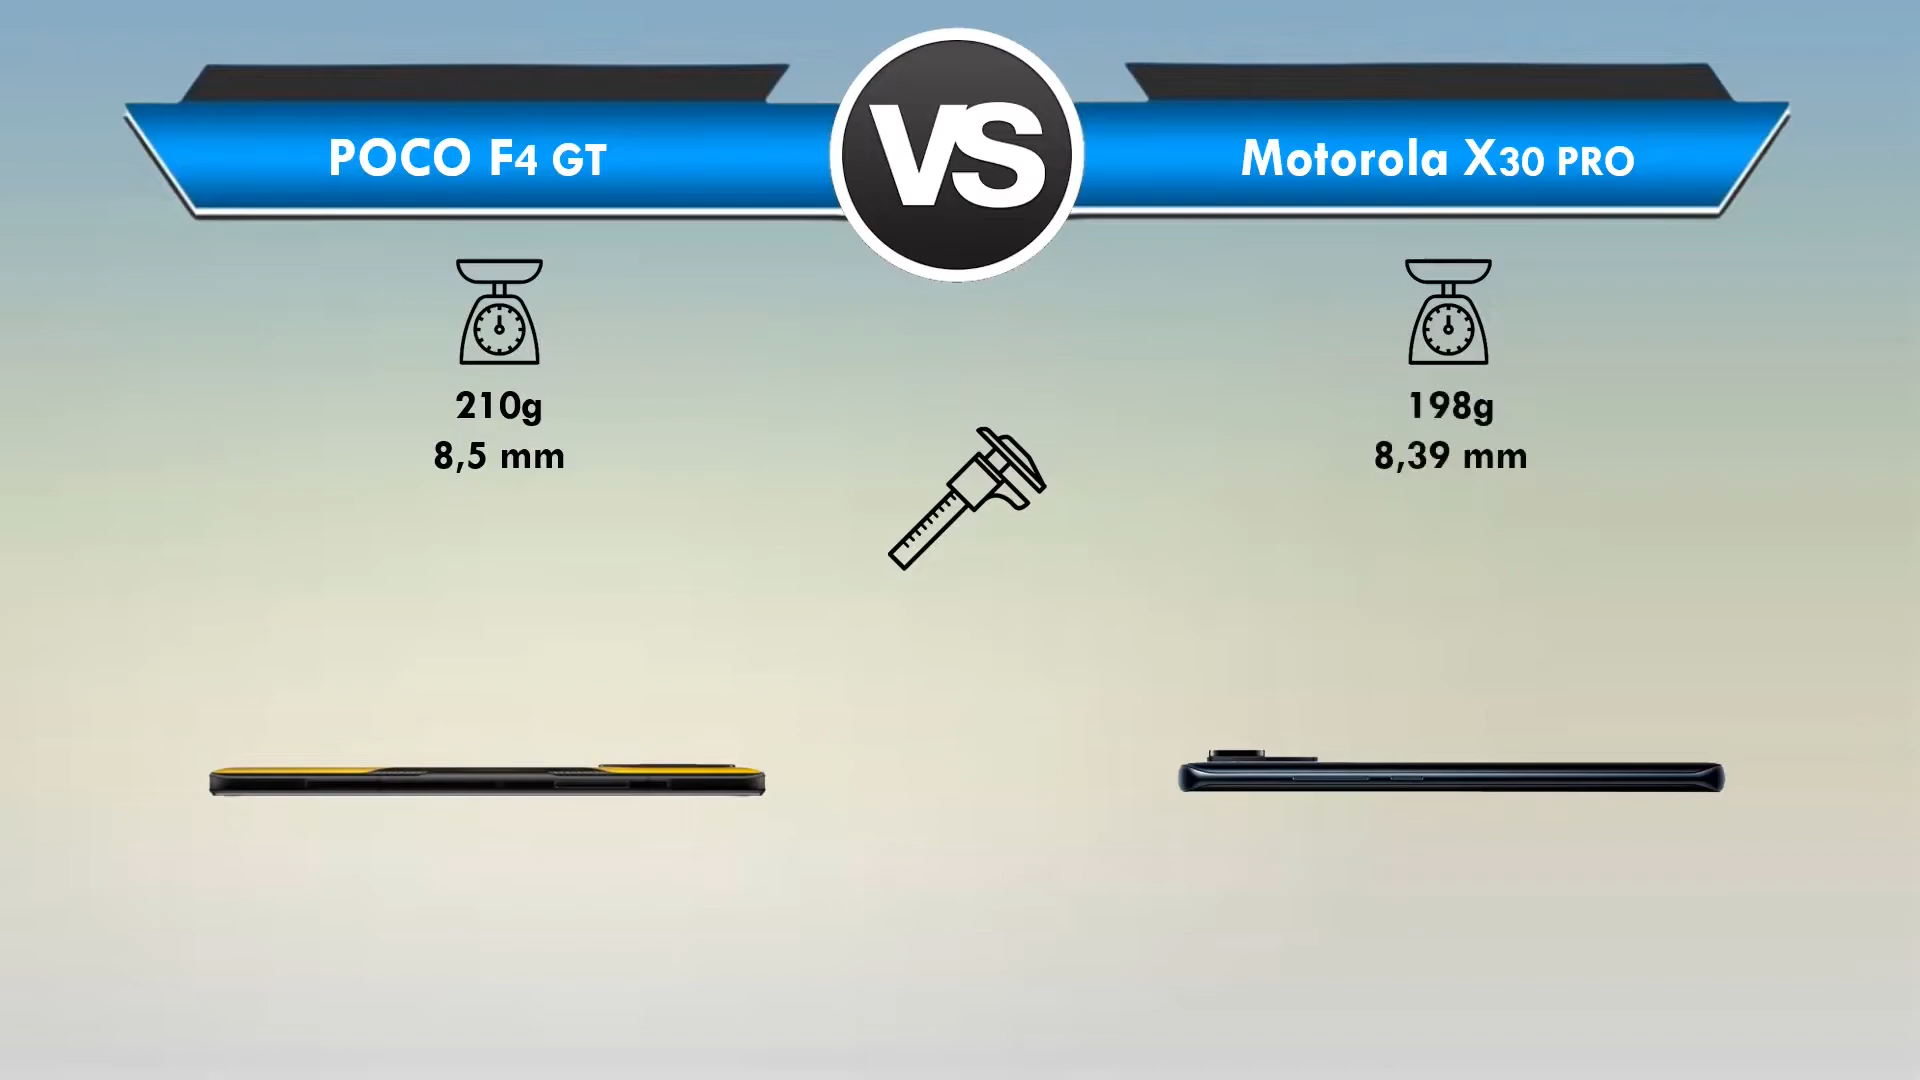 POCO F4 GT
VS
Motorola X30 PRO
210g
8,5 mm
198g
8,39 mm